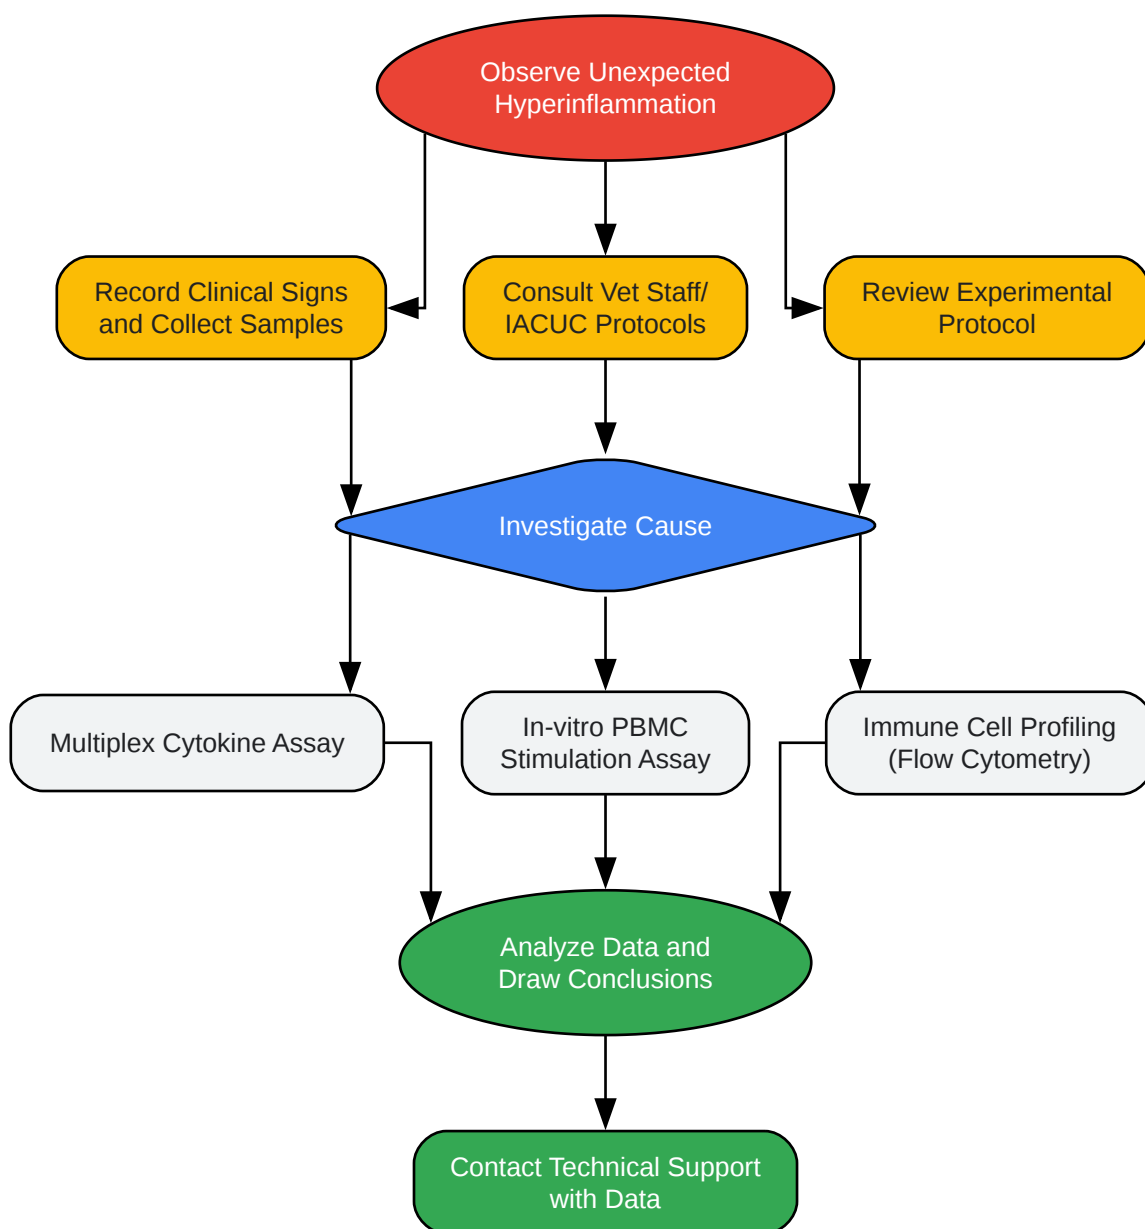 Observe Unexpected
Hyperinflammation
Record Clinical Signs
and Collect Samples
Consult Vet Staff/
IACUC Protocols
Review Experimental
Protocol
Investigate Cause
Multiplex Cytokine Assay
In-vitro PBMC
Stimulation Assay
Immune Cell Profiling
(Flow Cytometry)
Analyze Data and
Draw Conclusions
Contact Technical Support
with Data